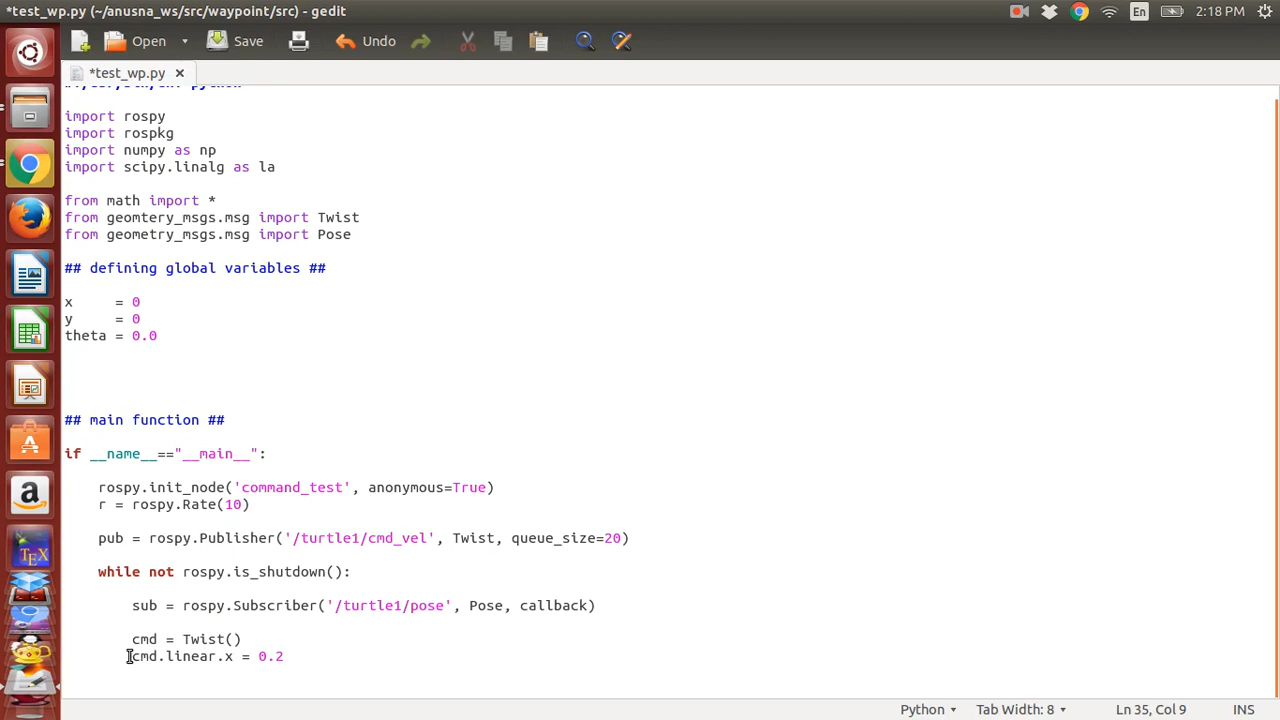 *test_wp.py (~/anusna_ws/src/waypoint/src) - gedit
En
2:18 PM
Open
Save
Undo
*test_wp.py
import rospy
import rospkg
import numpy as np
import scipy.linalg as la
from math import *
from geomtery_msgs.msg import Twist
from geometry_msgs.msg import Pose
## defining global variables ##
x     = 0
y     = 0
theta = 0.0
## main function ##
if __name__=="__main__":
rospy.init_node('command_test', anonymous=True)
r = rospy.Rate(10)
pub = rospy.Publisher('/turtle1/cmd_vel', Twist, queue_size=20)
while not rospy.is_shutdown():
sub = rospy.Subscriber('/turtle1/pose', Pose, callback)
cmd = Twist()
cmd.linear.x = 0.2
Python
Tab Width: 8
Ln 35, Col 9
INS